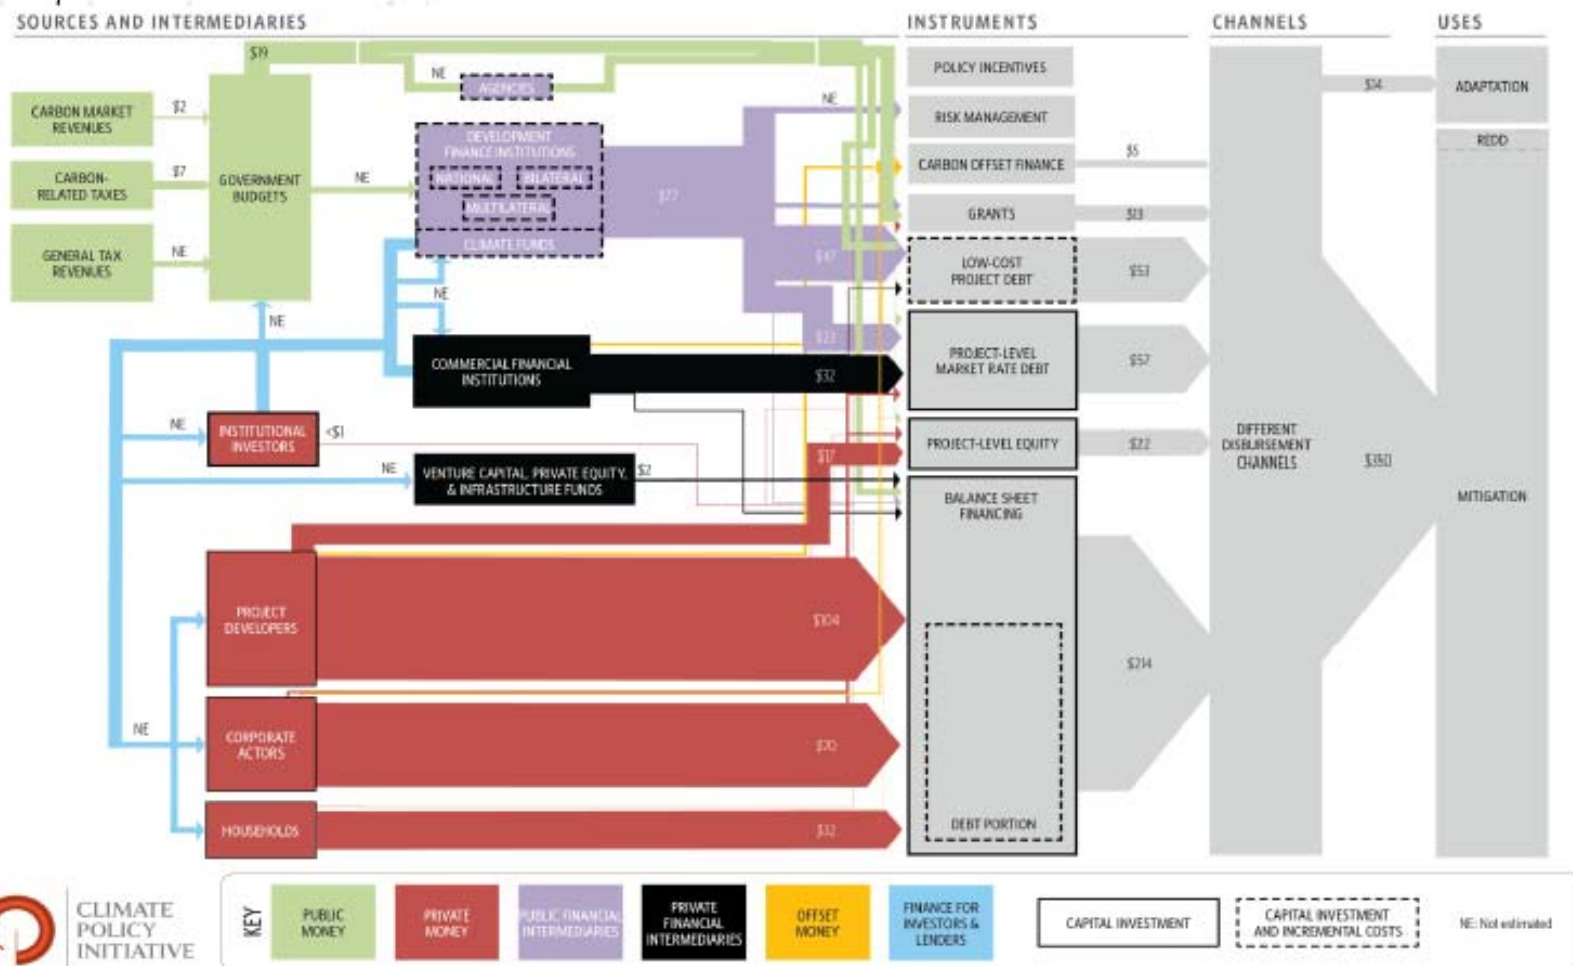 SOURCES AND INTERMEDIARIES
INSTRUMENTS
CHANNELS
USES
$19
NE
AGENCIES
CARBON MARKET
REVENUES
$2
CARBON-
RELATED TAXES
$7
GENERAL TAX
REVENUES
NE
GOVERNMENT
BUDGETS
NE
DEVELOPMENT
FINANCE INSTITUTIONS
NATIONAL
BILATERAL
MULTILATERAL
CLIMATE FUNDS
$77
NE
$47
$23
NE
NE
COMMERCIAL FINANCIAL
INSTITUTIONS
$32
NE
INSTITUTIONAL
INVESTORS
<$1
NE
VENTURE CAPITAL, PRIVATE EQUITY,
& INFRASTRUCTURE FUNDS
$2
$17
PROJECT
DEVELOPERS
$104
NE
CORPORATE
ACTORS
$70
HOUSEHOLDS
$32
POLICY INCENTIVES
RISK MANAGEMENT
CARBON OFFSET FINANCE
$5
GRANTS
$13
LOW-COST
PROJECT DEBT
$53
PROJECT-LEVEL
MARKET RATE DEBT
$57
PROJECT-LEVEL EQUITY
$22
BALANCE SHEET
FINANCING
DEBT PORTION
$214
DIFFERENT
DISBURSEMENT
CHANNELS
$14
$350
ADAPTATION
REDD
MITIGATION
CLIMATE
POLICY
INITIATIVE
KEY
PUBLIC
MONEY
PRIVATE
MONEY
PUBLIC FINANCIAL
INTERMEDIARIES
PRIVATE
FINANCIAL
INTERMEDIARIES
OFFSET
MONEY
FINANCE FOR
INVESTORS &
LENDERS
CAPITAL INVESTMENT
CAPITAL INVESTMENT
AND INCREMENTAL COSTS
NE: Not estimated